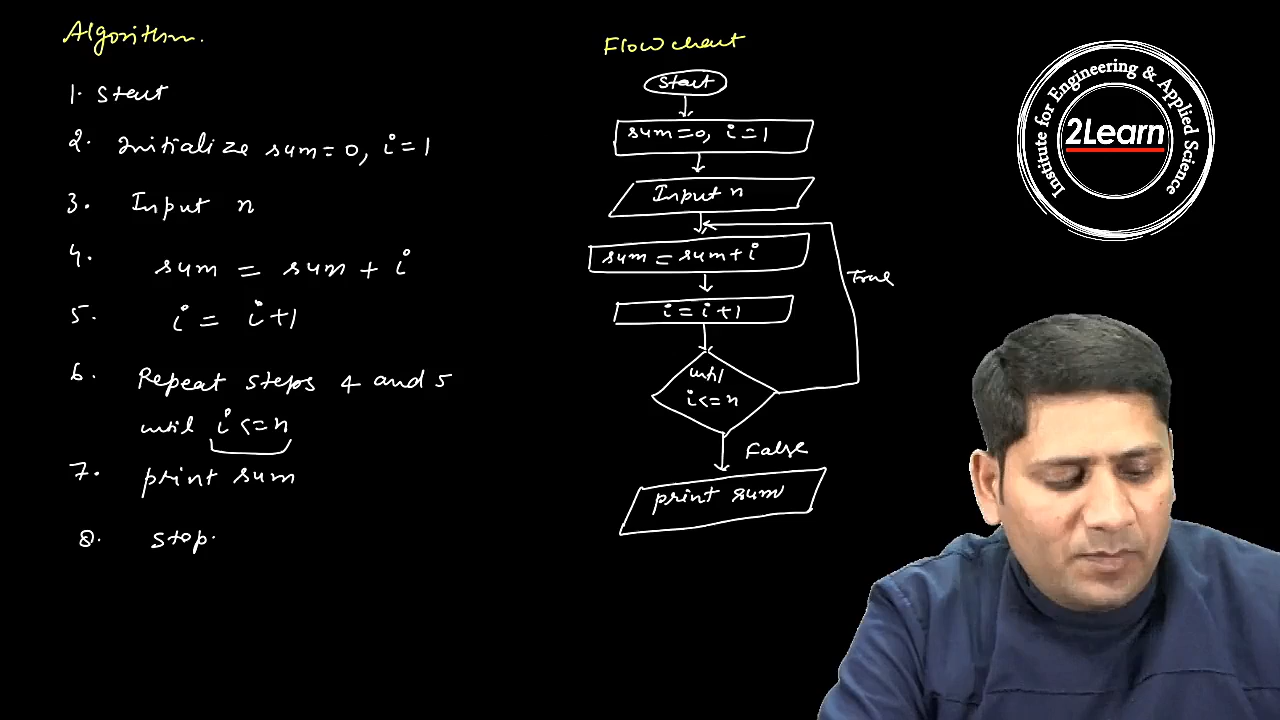 Algorithm.
1. Start
2. Initialize sum = 0, i = 1
3. Input n
4. sum = sum + i
5. i = i+1
6. Repeat steps 4 and 5
until i <= n
7. print sum
8. stop.
Flow chart
Start
sum = 0, i = 1
Input n
sum = sum + i
i = i + 1
until
i <= n
True
False
print sum
Institute for Engineering & Applied Science
2Learn